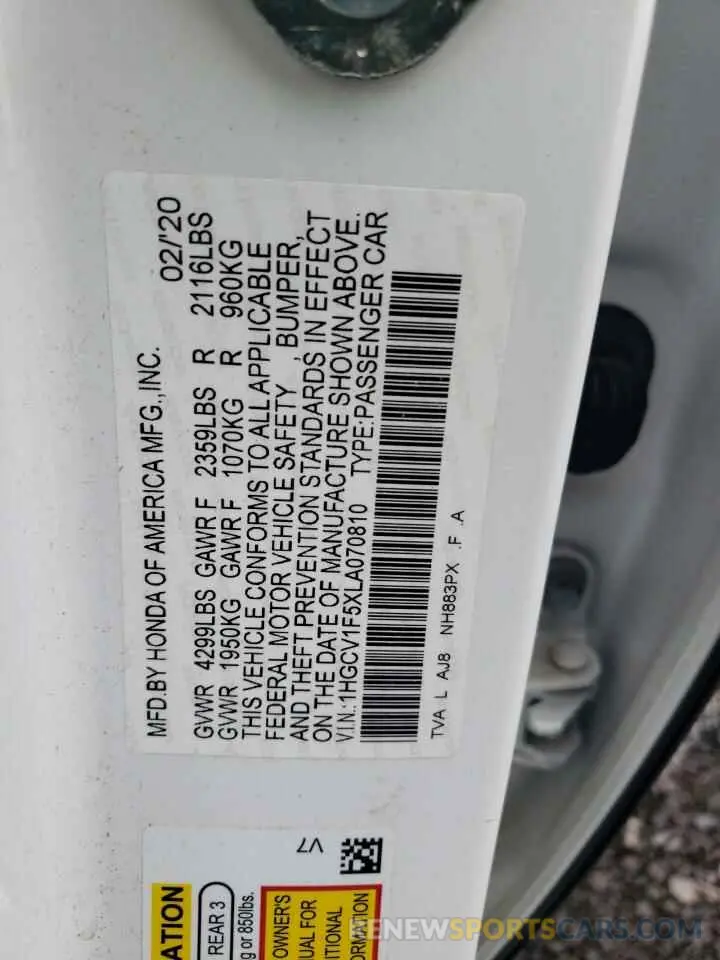 MFD.BY HONDA OF AMERICA MFG.,INC. 02/'20
GVWR 4299LBS GAWR F 2359LBS R 2116LBS
GVWR 1950KG GAWR F 1070KG R 960KG
THIS VEHICLE CONFORMS TO ALL APPLICABLE
FEDERAL MOTOR VEHICLE SAFETY , BUMPER,
AND THEFT PREVENTION STANDARDS IN EFFECT
ON THE DATE OF MANUFACTURE SHOWN ABOVE.
V.I.N.:1HGCV1F5XLA070810 TYPE:PASSENGER CAR
TVA L AJ8 NH883PX .F .A
V7
ATION
REAR 3
g or 850lbs.
OWNER'S
UAL FOR
ITIONAL
ORMATION
RENEWSPORTSCARS.COM